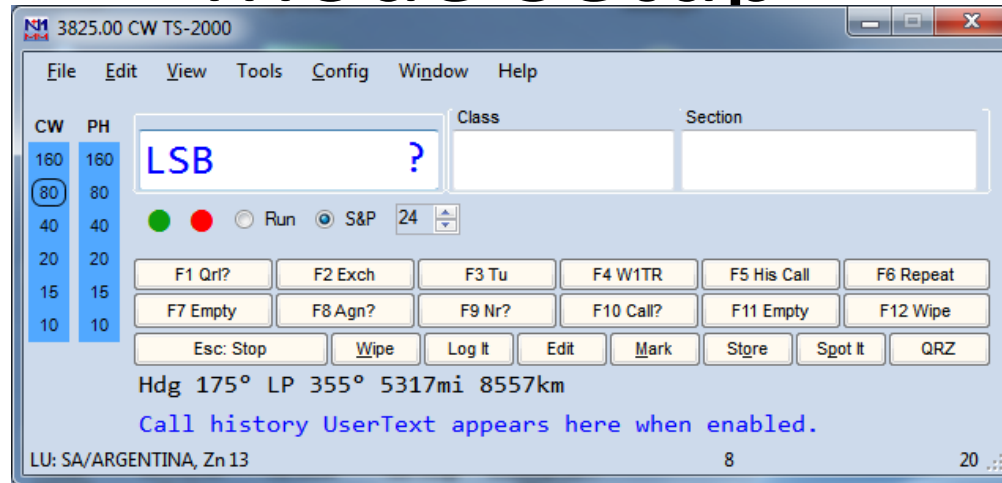 3825.00 CW TS-2000
File Edit View Tools Config Window Help
CW PH
Class Section
LSB ?
160 160
80 80
40 40
20 20
15 15
10 10
Run S&P 24
F1 Qrl? F2 Exch F3 Tu F4 W1TR F5 His Call F6 Repeat
F7 Empty F8 Agn? F9 Nr? F10 Call? F11 Empty F12 Wipe
Esc: Stop Wipe Log It Edit Mark Store Spot It QRZ
Hdg 175° LP 355° 5317mi 8557km
Call history UserText appears here when enabled.
LU: SA/ARGENTINA, Zn 13 8 20